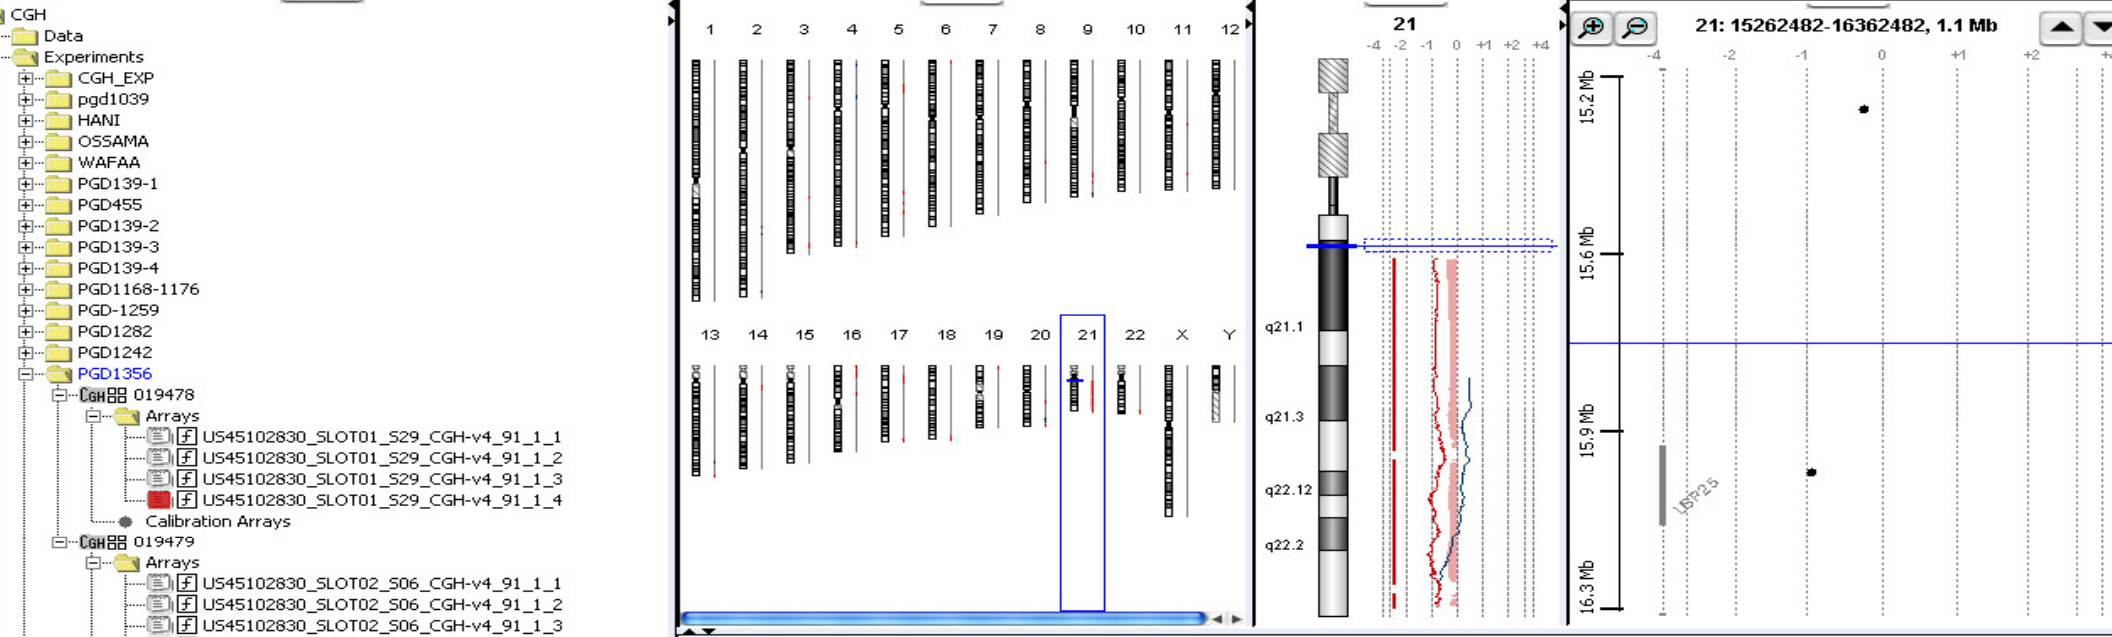 CGH
Data
Experiments
CGH_EXP
pgd1039
HANI
OSSAMA
WAFAA
PGD139-1
PGD455
PGD139-2
PGD139-3
PGD139-4
PGD1168-1176
PGD-1259
PGD1282
PGD1242
PGD1356
CGH 019478
Arrays
f US45102830_SLOT01_S29_CGH-v4_91_1_1
f US45102830_SLOT01_S29_CGH-v4_91_1_2
f US45102830_SLOT01_S29_CGH-v4_91_1_3
f US45102830_SLOT01_S29_CGH-v4_91_1_4
Calibration Arrays
CGH 019479
Arrays
f US45102830_SLOT02_S06_CGH-v4_91_1_1
f US45102830_SLOT02_S06_CGH-v4_91_1_2
f US45102830_SLOT02_S06_CGH-v4_91_1_3
1 2 3 4 5 6 7 8 9 10 11 12
13 14 15 16 17 18 19 20 21 22 X Y
21
-4 -2 -1 0 +1 +2 +4
q21.1
q21.3
q22.12
q22.2
21: 15262482-16362482, 1.1 Mb
-4 -2 -1 0 +1 +2
15.2 Mb
15.6 Mb
15.9 Mb
16.3 Mb
USP25